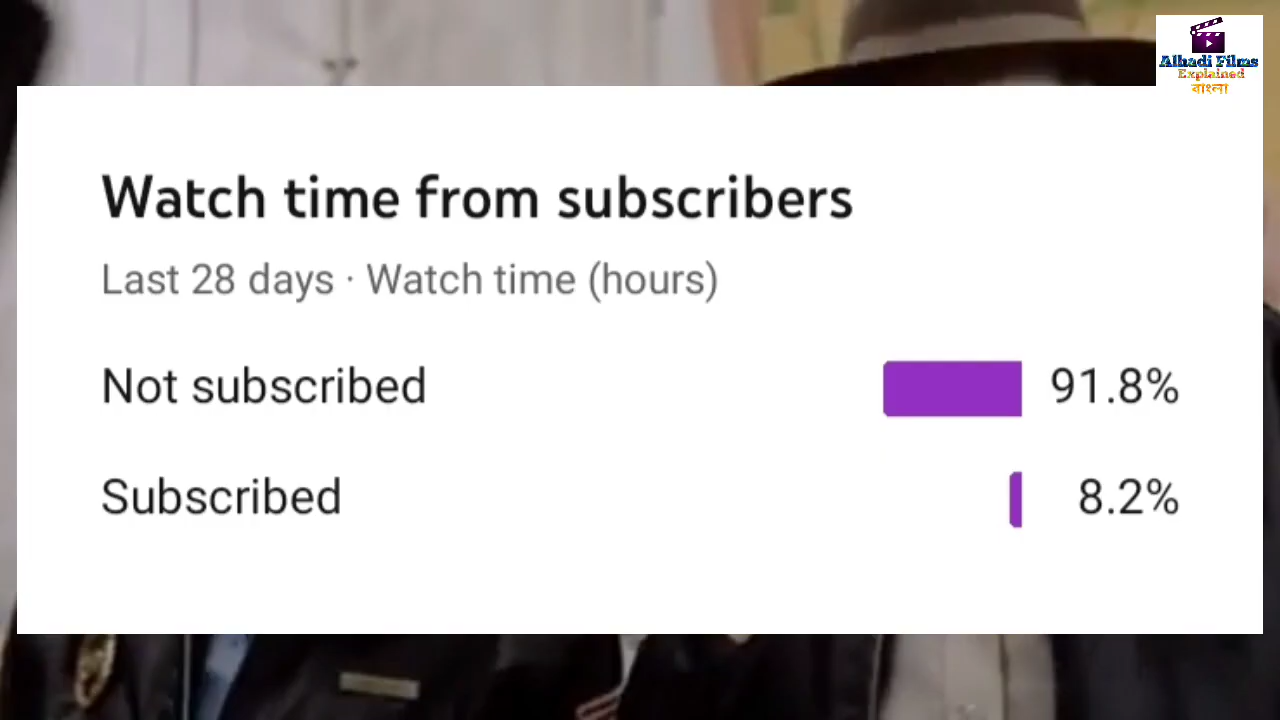 Alhadi Films
Explained
বাংলা
Watch time from subscribers
Last 28 days · Watch time (hours)
Not subscribed 91.8%
Subscribed 8.2%